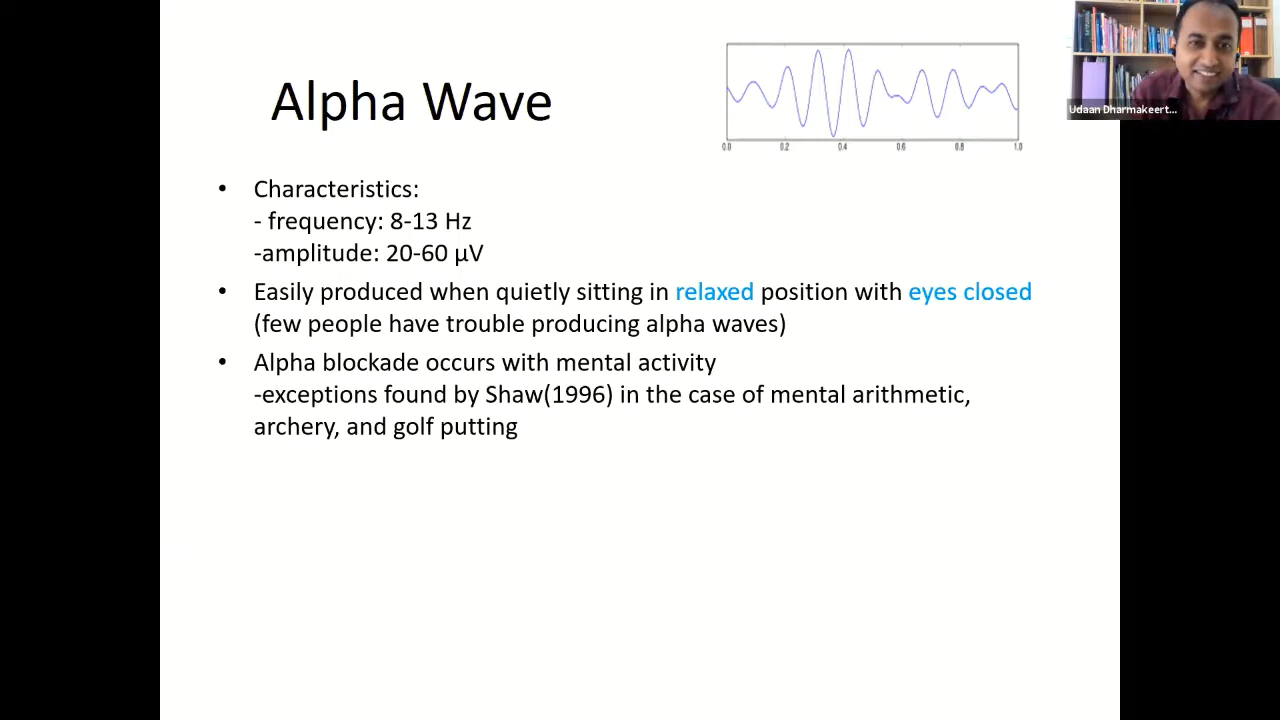 Alpha Wave
0.0 0.2 0.4 0.6 0.8 1.0
Udaan Dharmakeert...
• Characteristics:
- frequency: 8-13 Hz
-amplitude: 20-60 µV
• Easily produced when quietly sitting in relaxed position with eyes closed
(few people have trouble producing alpha waves)
• Alpha blockade occurs with mental activity
-exceptions found by Shaw(1996) in the case of mental arithmetic,
archery, and golf putting